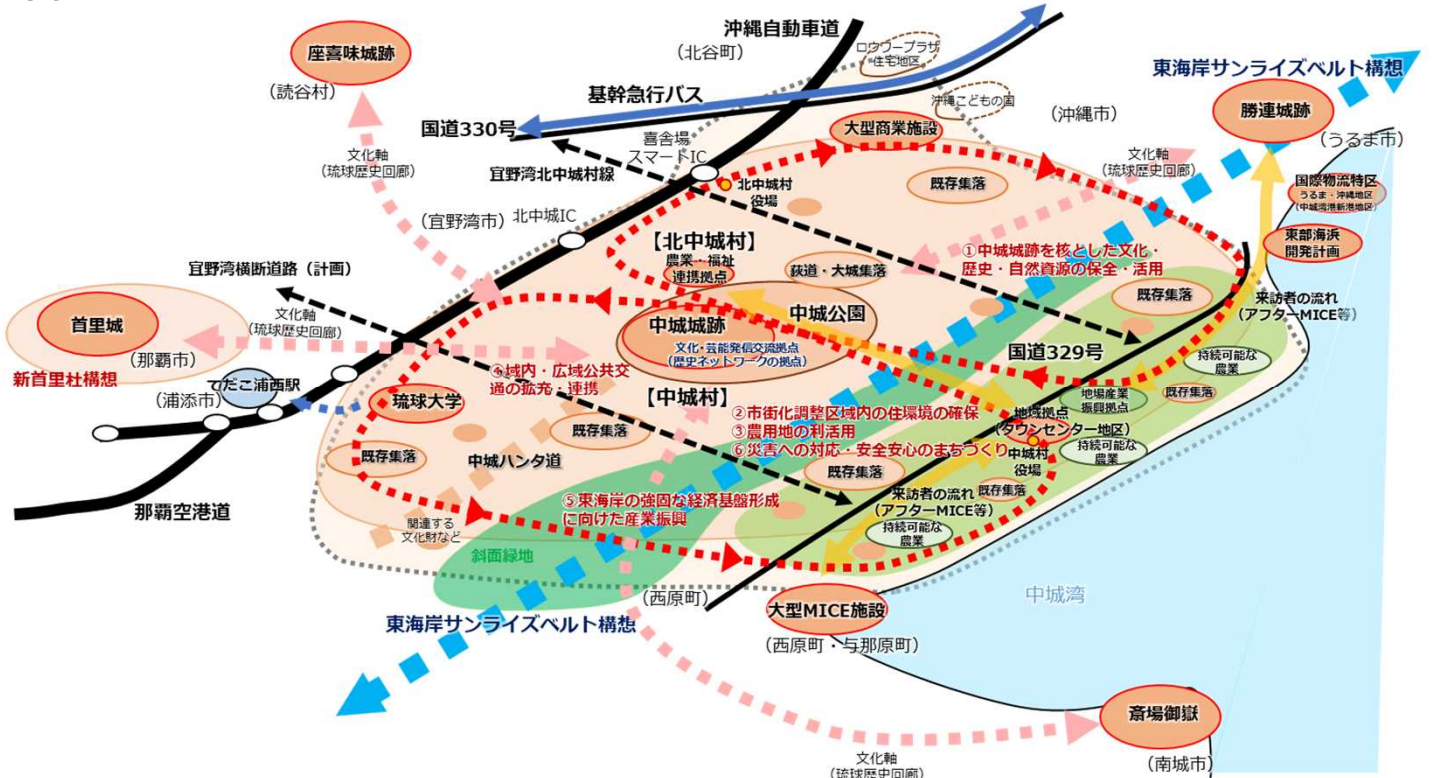 沖縄自動車道
（北谷町）
ロウワープラザ
住宅地区
座喜味城跡
（読谷村）
東海岸サンライズベルト構想
基幹急行バス
沖縄こどもの国
（沖縄市）
勝連城跡
（うるま市）
国道330号
喜舎場
スマートIC
大型商業施設
文化軸
（琉球歴史回廊）
宜野湾北中城村線
北中城村
役場
既存集落
文化軸
（琉球歴史回廊）
国際物流特区
うるま・沖縄地区
（中城湾港新港地区）
（宜野湾市）
北中城IC
【北中城村】
農業・福祉
連携拠点
荻道・大城集落
①中城城跡を核とした文化・
歴史・自然資源の保全・活用
東部海浜
開発計画
宜野湾横断道路（計画）
既存集落
来訪者の流れ
（アフターMICE等）
首里城
（那覇市）
新首里杜構想
文化軸
（琉球歴史回廊）
中城公園
中城城跡
文化・芸能発信交流拠点
（歴史ネットワークの拠点）
国道329号
持続可能な
農業
てだこ浦西駅
（浦添市）
④域内・広域公共交
通の拡充・連携
【中城村】
琉球大学
地場産業
振興拠点
既存集落
②市街化調整区域内の住環境の確保
③農用地の利活用
⑥災害への対応・安全安心のまちづくり
地域拠点
（タウンセンター地区）
中城村
役場
持続可能な
農業
既存集落
既存集落
中城ハンタ道
既存集落
既存集落
来訪者の流れ
（アフターMICE等）
持続可能な
農業
那覇空港道
⑤東海岸の強固な経済基盤形成
に向けた産業振興
関連する
文化財など
斜面緑地
（西原町）
大型MICE施設
（西原町・与那原町）
中城湾
東海岸サンライズベルト構想
斎場御嶽
（南城市）
文化軸
（琉球歴史回廊）